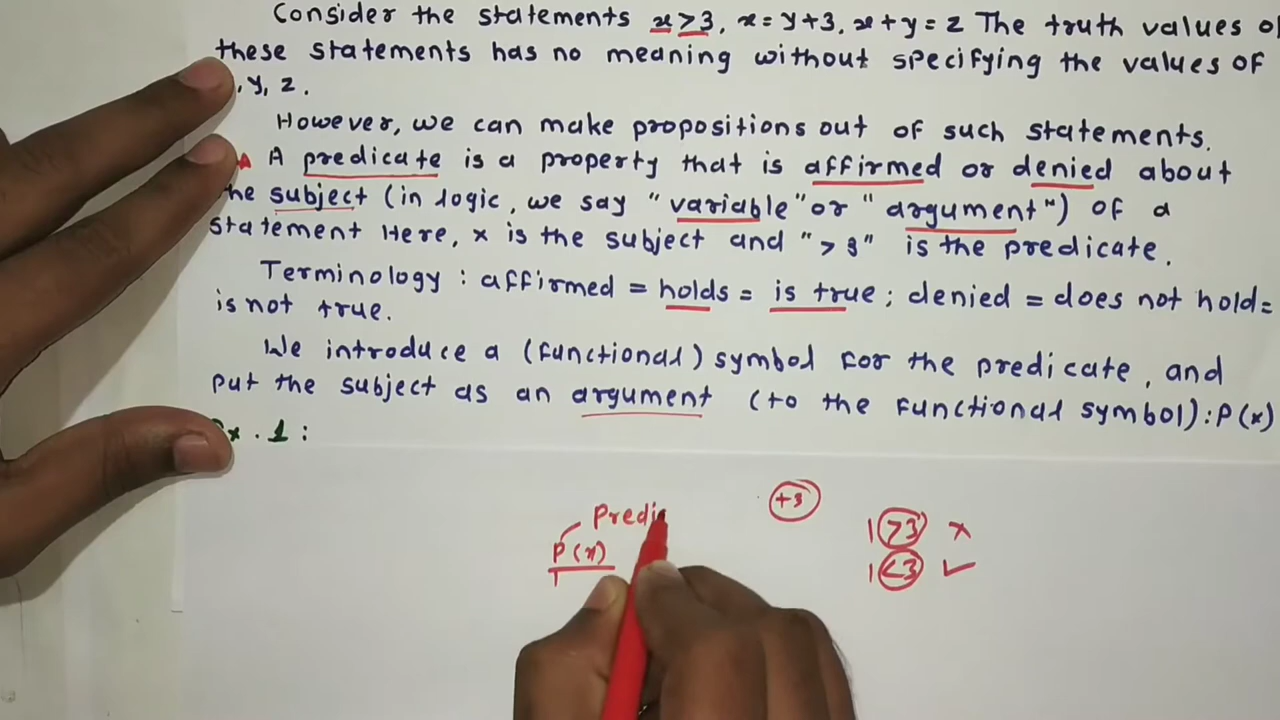 Consider the statements x>3, x=y+3, x+y=z The truth values of
these statements has no meaning without specifying the values of
, y, z.
However, we can make propositions out of such statements.
A predicate is a property that is affirmed or denied about
the subject (in logic, we say "variable" or "argument") of a
statement Here, x is the subject and ">3" is the predicate.
Terminology : affirmed = holds = is true ; denied = does not hold =
is not true.
We introduce a (functional) symbol for the predicate, and
put the subject as an argument (to the functional symbol) : P(x)
Ex. 1 :
+3
Predi
1 >3 ×
P(x)
1 <3 ✓